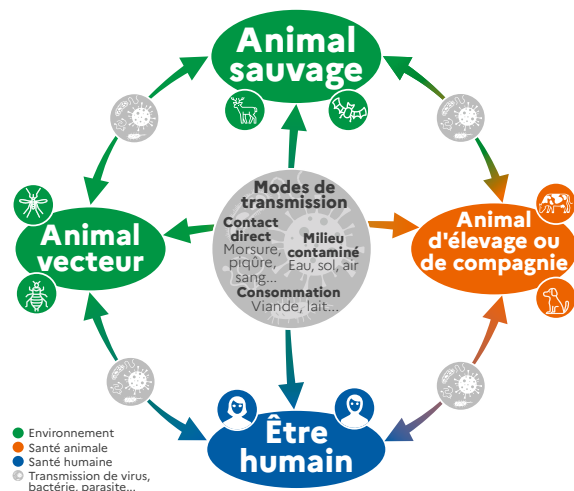 Animal
sauvage
Modes de
transmission
Contact
direct
Morsure,
piqûre,
sang...
Milieu
contaminé
Eau, sol, air
Consommation
Viande, lait...
Animal
vecteur
Animal
d'élevage ou
de compagnie
Être
humain
Environnement
Santé animale
Santé humaine
Transmission de virus,
bactérie, parasite...